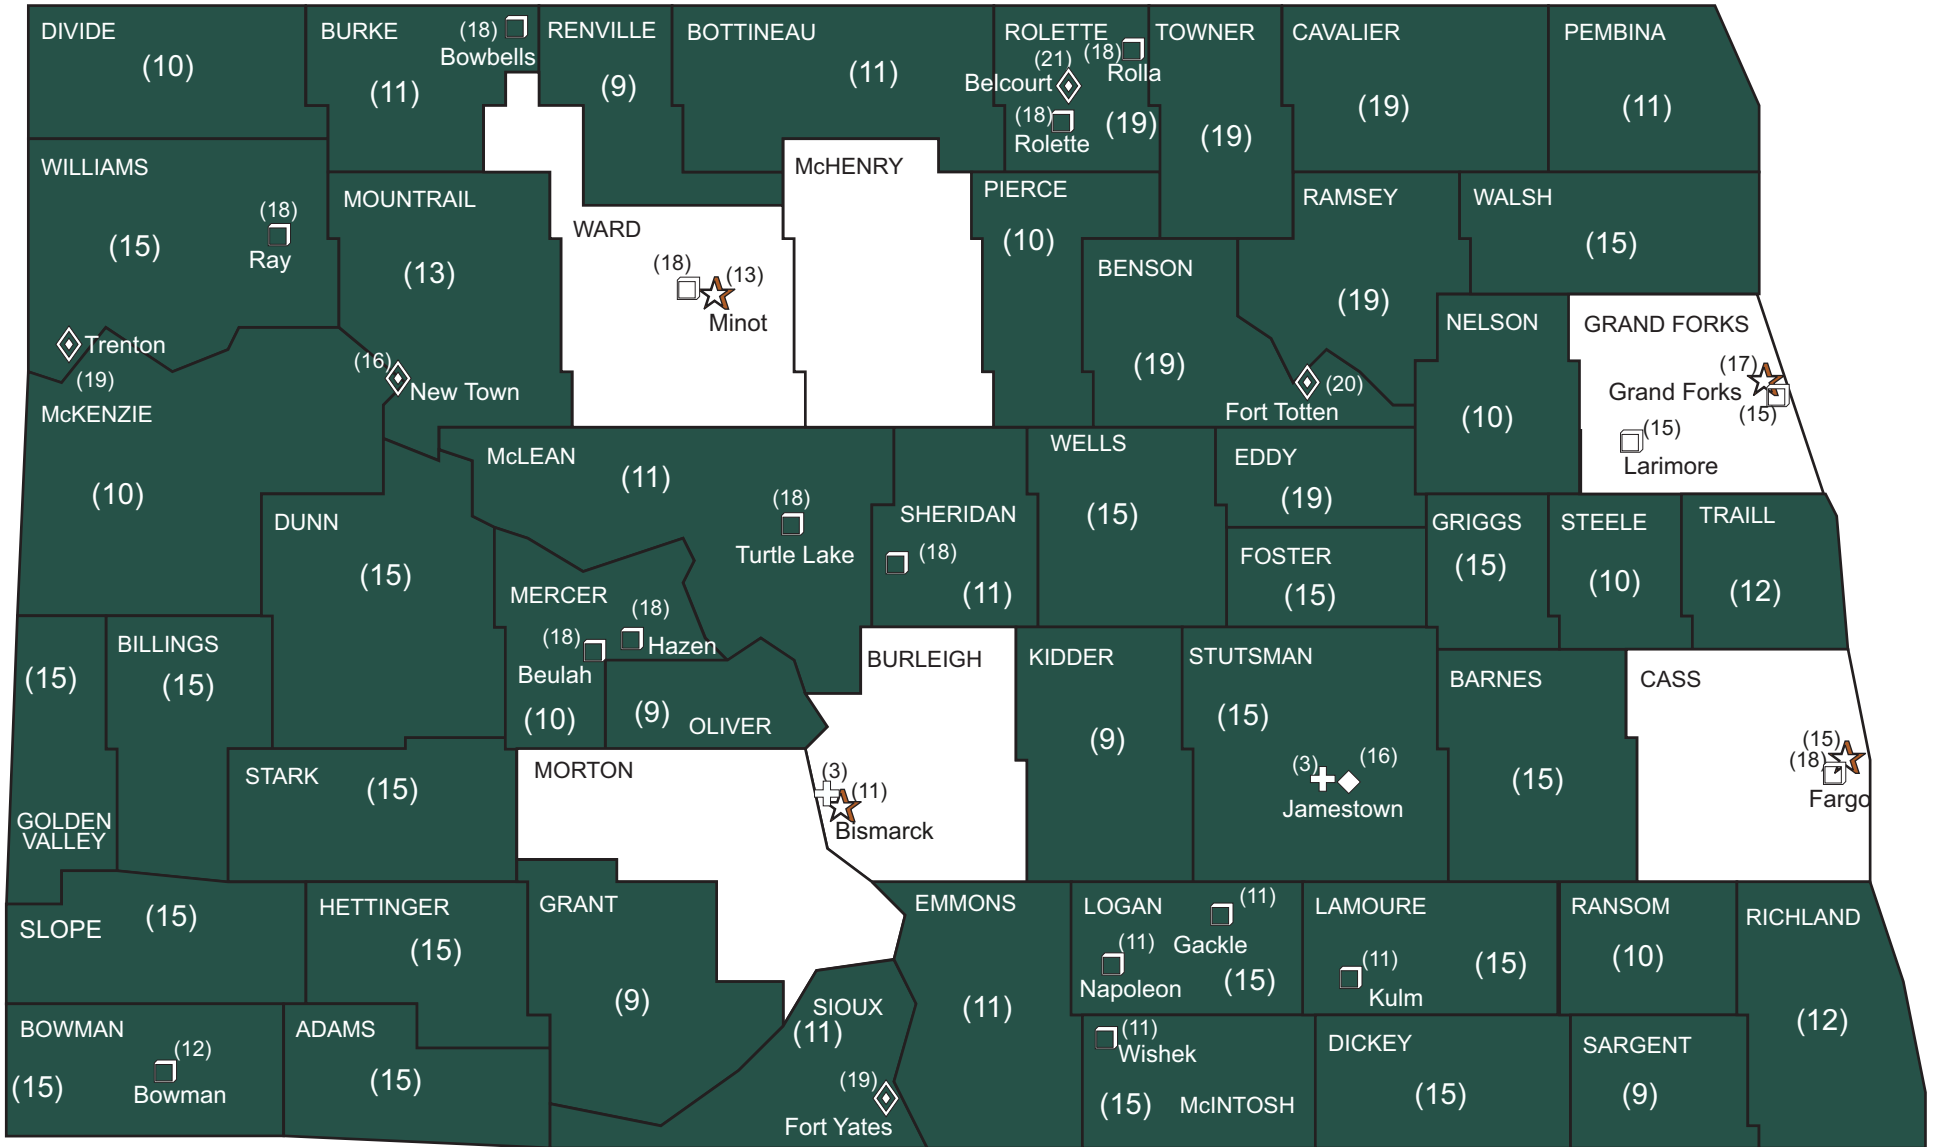 DIVIDE
(10)
BURKE
(11)
(18)
Bowbells
RENVILLE
(9)
BOTTINEAU
(11)
ROLETTE
(21)
Belcourt
(18)
Rolla
(18)
Rolette
(19)
TOWNER
(19)
CAVALIER
(19)
PEMBINA
(11)
WILLIAMS
(15)
(18)
Ray
Trenton
(19)
MOUNTRAIL
(13)
(16)
New Town
WARD
(18)
(13)
Minot
McHENRY
PIERCE
(10)
BENSON
(19)
RAMSEY
(19)
(20)
Fort Totten
WALSH
(15)
NELSON
(10)
GRAND FORKS
(17)
Grand Forks
(15)
(15)
Larimore
McKENZIE
(10)
DUNN
(15)
McLEAN
(11)
(18)
Turtle Lake
SHERIDAN
(18)
(11)
WELLS
(15)
EDDY
(19)
FOSTER
(15)
GRIGGS
(15)
STEELE
(10)
TRAILL
(12)
MERCER
(18)
Hazen
(18)
Beulah
(10)
(9)
OLIVER
(15)
GOLDEN
VALLEY
BILLINGS
(15)
STARK
(15)
MORTON
BURLEIGH
(3)
(11)
Bismarck
KIDDER
(9)
STUTSMAN
(15)
(3)
(16)
Jamestown
BARNES
(15)
CASS
(15)
(18)
Fargo
SLOPE
(15)
HETTINGER
(15)
GRANT
(9)
SIOUX
(11)
(19)
Fort Yates
EMMONS
(11)
LOGAN
(11)
Gackle
(11)
Napoleon
(15)
LAMOURE
(15)
(11)
Kulm
RANSOM
(10)
RICHLAND
(12)
BOWMAN
(12)
(15)
Bowman
ADAMS
(15)
(11)
Wishek
(15)
McINTOSH
DICKEY
(15)
SARGENT
(9)